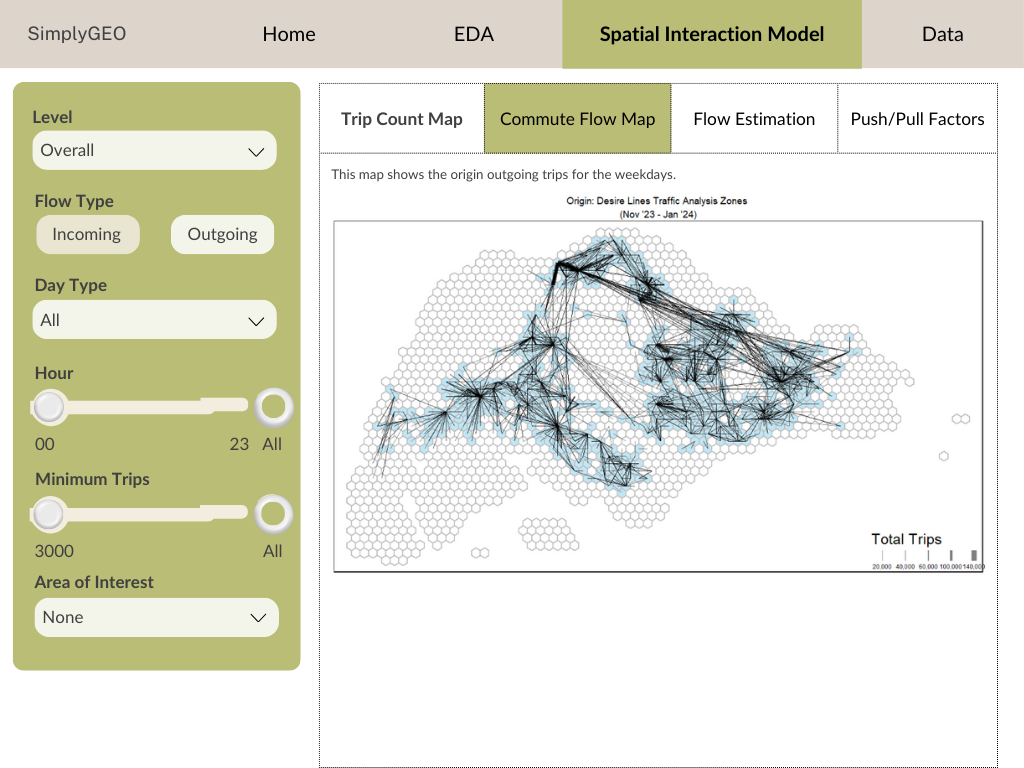 SimplyGEO
Home
EDA
Spatial Interaction Model
Data
Level
Overall
Flow Type
Incoming
Outgoing
Day Type
All
Hour
00
23
All
Minimum Trips
3000
All
Area of Interest
None
Trip Count Map
Commute Flow Map
Flow Estimation
Push/Pull Factors
This map shows the origin outgoing trips for the weekdays.
Origin: Desire Lines Traffic Analysis Zones
(Nov '23 - Jan '24)
Total Trips
20,000 40,000 60,000 100,000 140,000